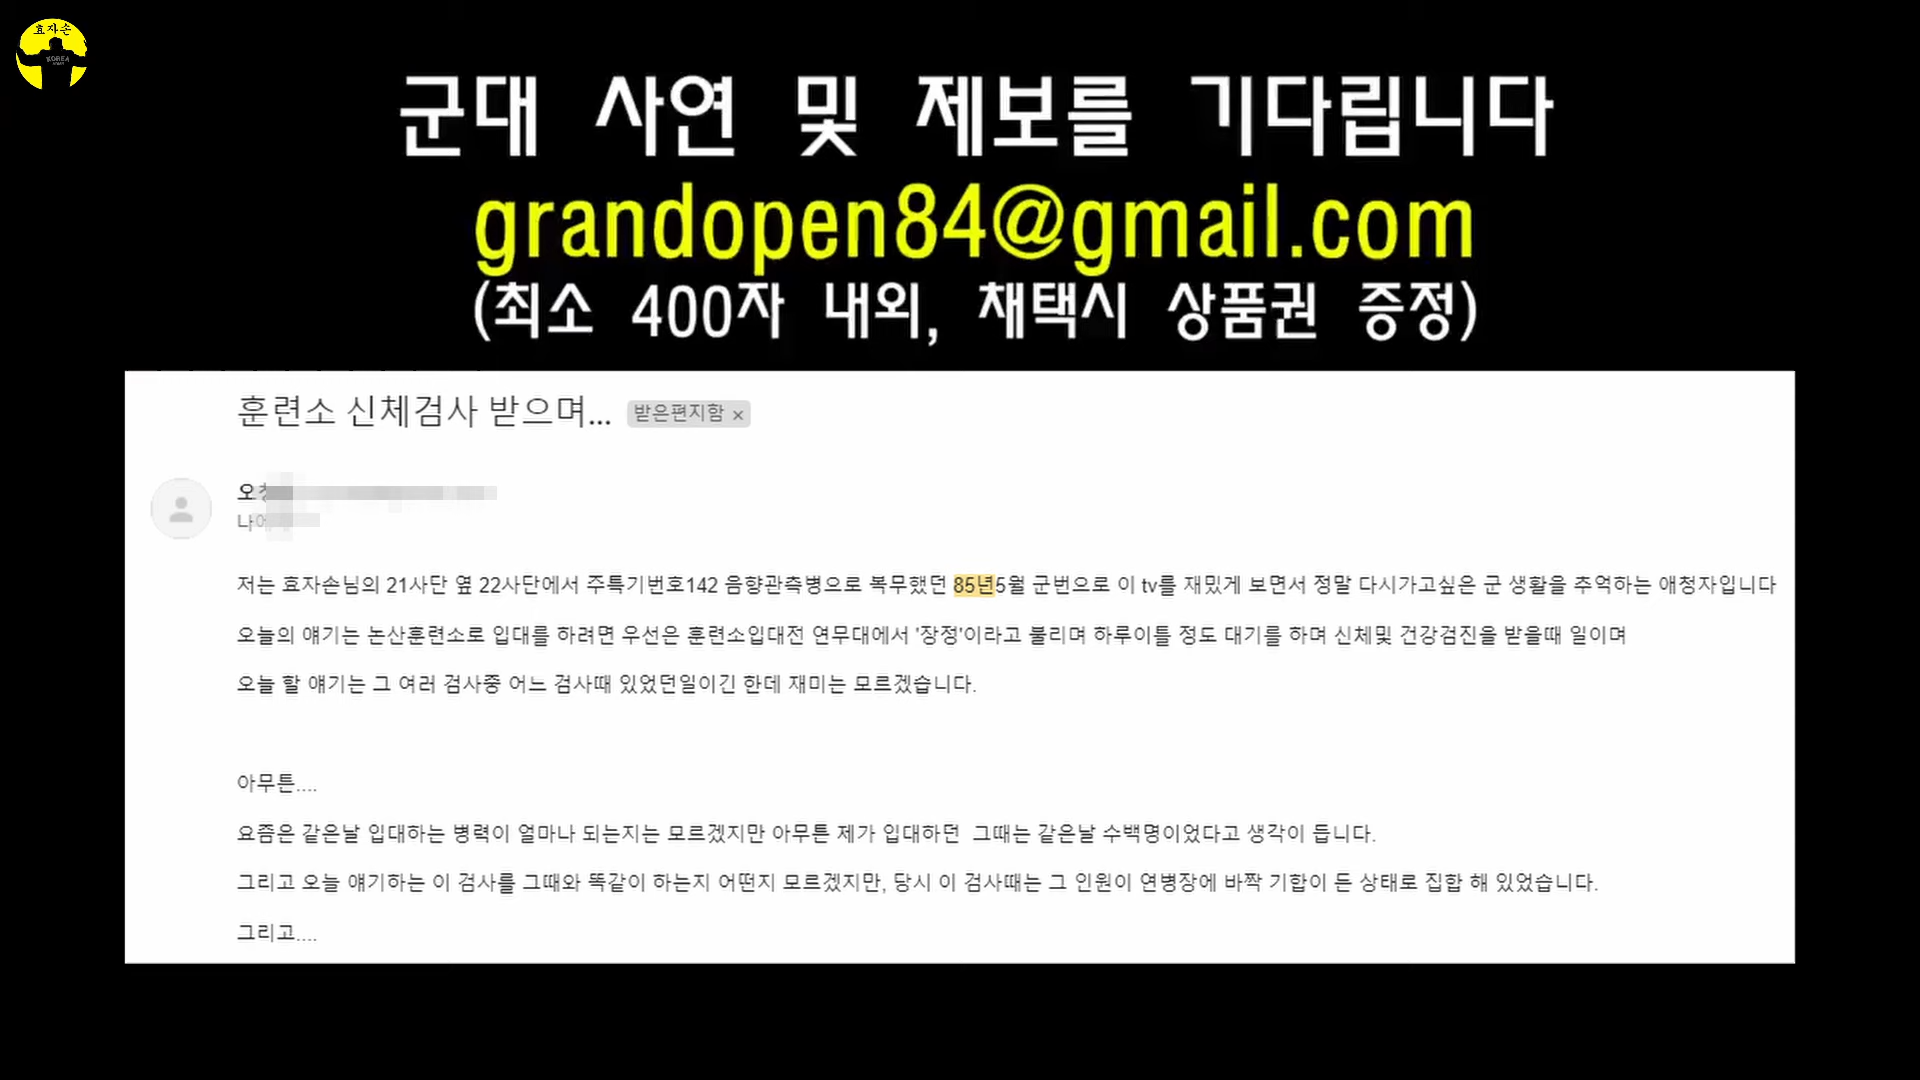 효자손
KOREA
군대 사연 및 제보를 기다립니다
grandopen84@gmail.com
(최소 400자 내외, 채택시 상품권 증정)
훈련소 신체검사 받으며... 받은편지함 ×
오
나에
저는 효자손님의 21사단 옆 22사단에서 주특기번호142 음향관측병으로 복무했던 85년5월 군번으로 이 tv를 재밌게 보면서 정말 다시가고싶은 군 생활을 추억하는 애청자입니다
오늘의 얘기는 논산훈련소로 입대를 하려면 우선은 훈련소입대전 연무대에서 '장정'이라고 불리며 하루이틀 정도 대기를 하며 신체및 건강검진을 받을때 일이며
오늘 할 얘기는 그 여러 검사중 어느 검사때 있었던일이긴 한데 재미는 모르겠습니다.
아무튼....
요즘은 같은날 입대하는 병력이 얼마나 되는지는 모르겠지만 아무튼 제가 입대하던 그때는 같은날 수백명이었다고 생각이 듭니다.
그리고 오늘 얘기하는 이 검사를 그때와 똑같이 하는지 어떤지 모르겠지만, 당시 이 검사때는 그 인원이 연병장에 바짝 기합이 든 상태로 집합 해 있었습니다.
그리고....